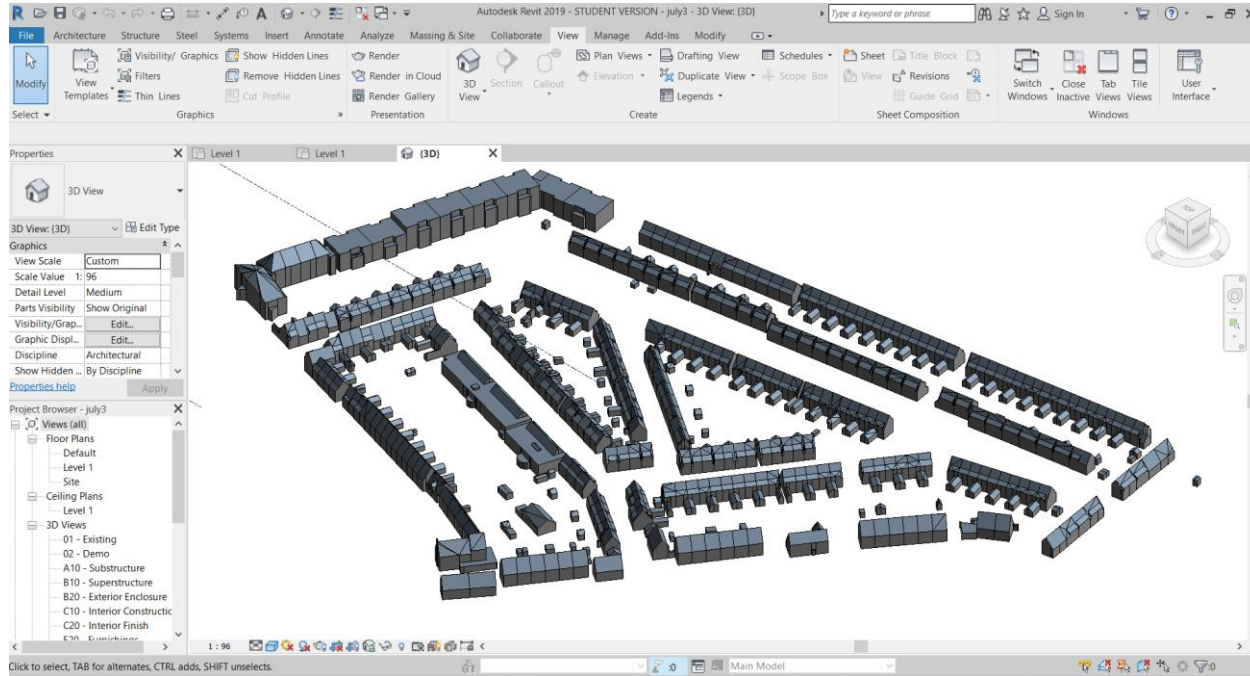 Autodesk Revit 2019 - STUDENT VERSION - july3 - 3D View: {3D}
Type a keyword or phrase
Sign In
File Architecture Structure Steel Systems Insert Annotate Analyze Massing & Site Collaborate View Manage Add-Ins Modify
Modify
View Templates
Visibility/ Graphics
Filters
Thin Lines
Show Hidden Lines
Remove Hidden Lines
Cut Profile
Render
Render in Cloud
Render Gallery
3D View
Section
Callout
Plan Views
Elevation
Drafting View
Duplicate View
Legends
Schedules
Scope Box
Sheet
View
Title Block
Revisions
Guide Grid
Switch Windows
Close Inactive
Tab Views
Tile Views
User Interface
Select
Graphics
Presentation
Create
Sheet Composition
Windows
Properties
Level 1
Level 1
{3D}
3D View
3D View: {3D}
Edit Type
Graphics
View Scale Custom
Scale Value 1: 96
Detail Level Medium
Parts Visibility Show Original
Visibility/Grap... Edit...
Graphic Displ... Edit...
Discipline Architectural
Show Hidden ... By Discipline
Properties help
Apply
Project Browser - july3
Views (all)
Floor Plans
Default
Level 1
Site
Ceiling Plans
Level 1
3D Views
01 - Existing
02 - Demo
A10 - Substructure
B10 - Superstructure
B20 - Exterior Enclosure
C10 - Interior Constructic
C20 - Interior Finish
TOP
FRONT
RIGHT
1 : 96
Click to select, TAB for alternates, CTRL adds, SHIFT unselects.
:0
Main Model
:0